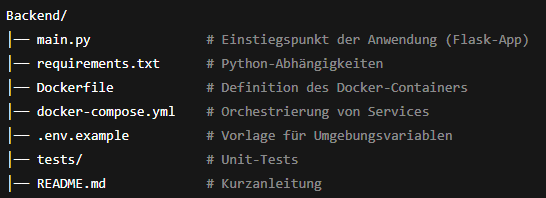 Backend/
│── main.py # Einstiegspunkt der Anwendung (Flask-App)
│── requirements.txt # Python-Abhängigkeiten
│── Dockerfile # Definition des Docker-Containers
│── docker-compose.yml # Orchestrierung von Services
│── .env.example # Vorlage für Umgebungsvariablen
│── tests/ # Unit-Tests
│── README.md # Kurzanleitung